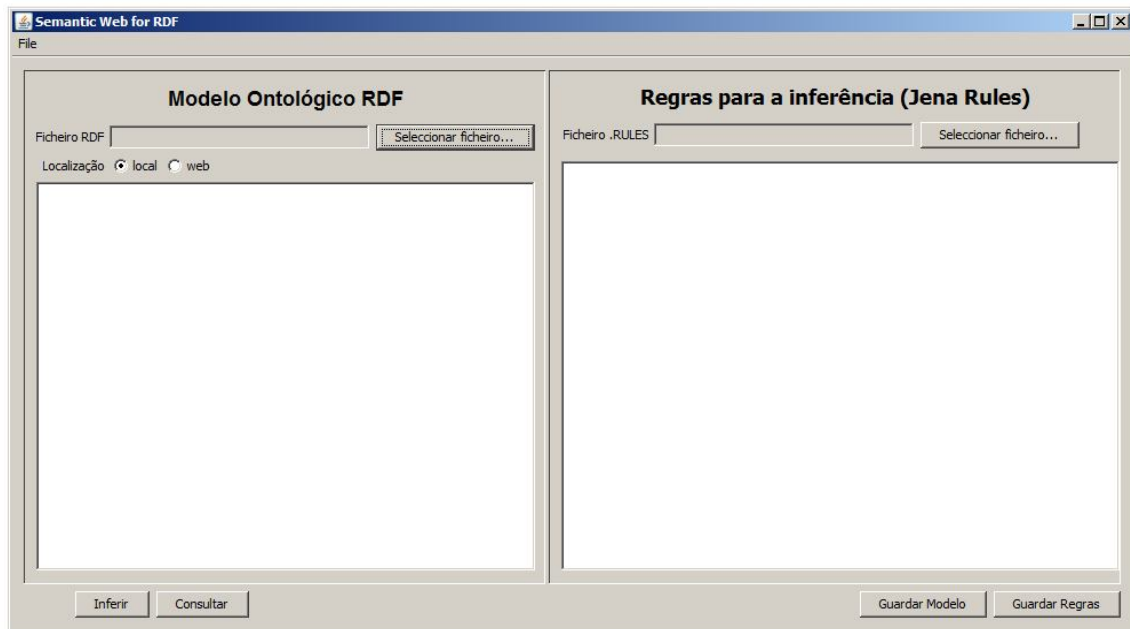 Semantic Web for RDF
File
Modelo Ontológico RDF
Ficheiro RDF Seleccionar ficheiro...
Localização local web
Regras para a inferência (Jena Rules)
Ficheiro .RULES Seleccionar ficheiro...
Inferir Consultar Guardar Modelo Guardar Regras